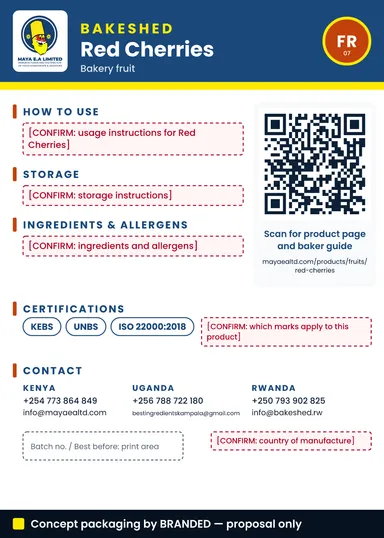 BAKESHED
Red Cherries
Bakery fruit
FR
07
MAYA E.A LIMITED
HOW TO USE
[CONFIRM: usage instructions for Red
Cherries]
STORAGE
[CONFIRM: storage instructions]
INGREDIENTS & ALLERGENS
[CONFIRM: ingredients and allergens]
Scan for product page
and baker guide
mayaealtd.com/products/fruits/
red-cherries
CERTIFICATIONS
KEBS
UNBS
ISO 22000:2018
[CONFIRM: which marks apply to this
product]
CONTACT
KENYA
+254 773 864 849
info@mayaealtd.com
UGANDA
+256 788 722 180
bestingredientskampala@gmail.com
RWANDA
+250 793 902 825
info@bakeshed.rw
Batch no. / Best before: print area
[CONFIRM: country of manufacture]
Concept packaging by BRANDED — proposal only